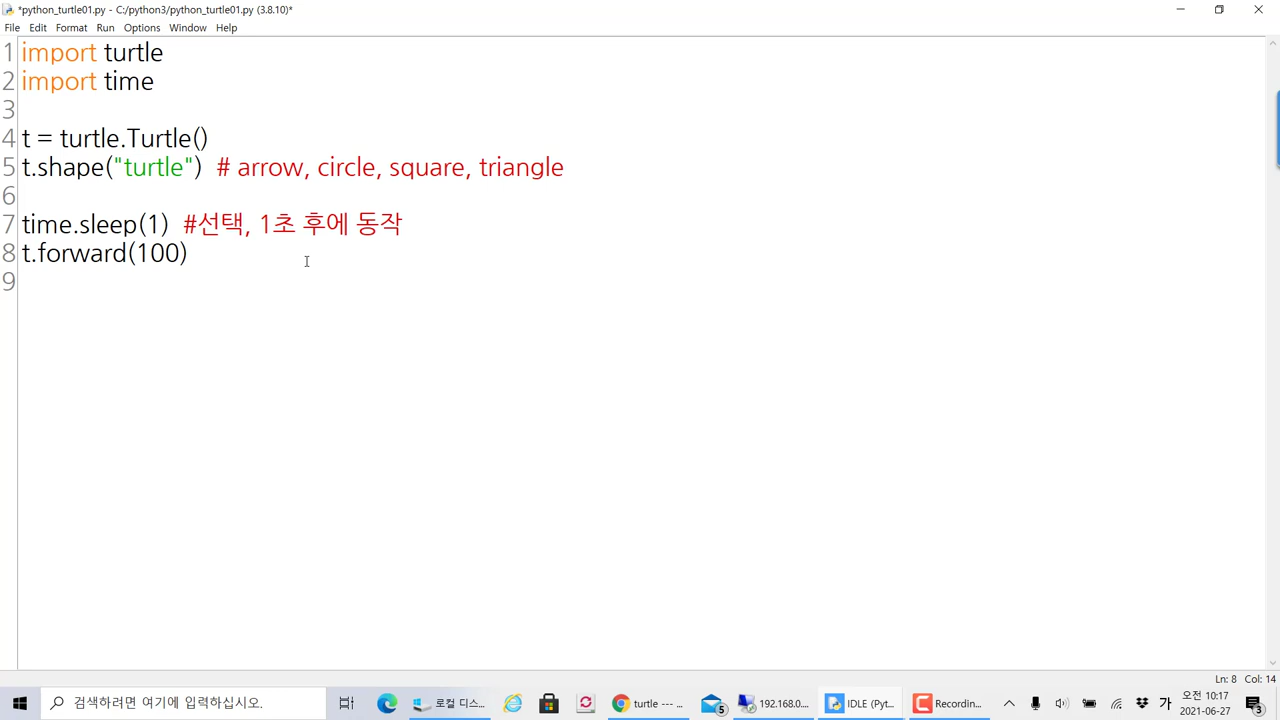 *python_turtle01.py - C:/python3/python_turtle01.py (3.8.10)*
File Edit Format Run Options Window Help
1 import turtle
2 import time
3
4 t = turtle.Turtle()
5 t.shape("turtle")  # arrow, circle, square, triangle
6
7 time.sleep(1)  #선택, 1초 후에 동작
8 t.forward(100)
9
Ln: 8 Col: 14
검색하려면 여기에 입력하십시오.
로컬 디스...
turtle --- ...
5
192.168.0....
IDLE (Pyt...
Recordin...
가
오전 10:17
2021-06-27
3